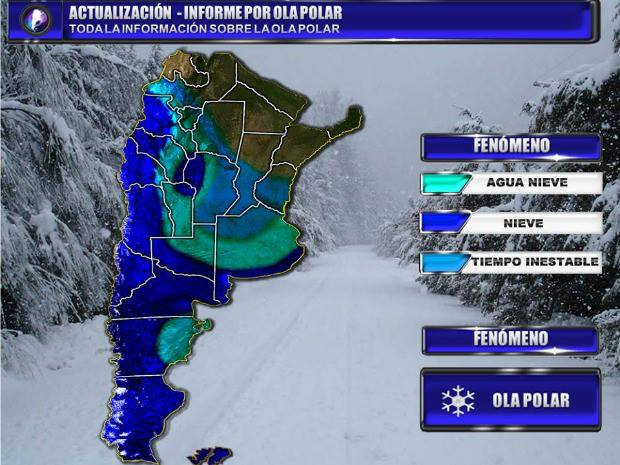 ACTUALIZACIÓN - INFORME POR OLA POLAR
TODA LA INFORMACIÓN SOBRE LA OLA POLAR
FENÓMENO
AGUA NIEVE
NIEVE
TIEMPO INESTABLE
FENÓMENO
OLA POLAR